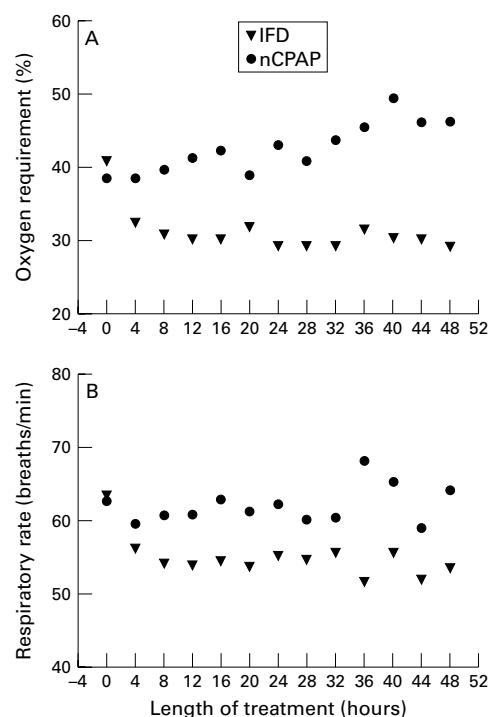 60
A
IFD
nCPAP
50
40
30
20
Oxygen requirement (%)
–4 0 4 8 12 16 20 24 28 32 36 40 44 48 52
80
B
70
60
50
40
Respiratory rate (breaths/min)
–4 0 4 8 12 16 20 24 28 32 36 40 44 48 52
Length of treatment (hours)